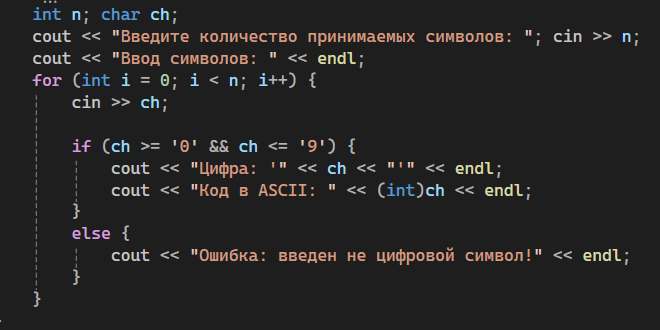 int n; char ch;
cout << "Введите количество принимаемых символов: "; cin >> n;
cout << "Ввод символов: " << endl;
for (int i = 0; i < n; i++) {
cin >> ch;
if (ch >= '0' && ch <= '9') {
cout << "Цифра: '" << ch << "'" << endl;
cout << "Код в ASCII: " << (int)ch << endl;
}
else {
cout << "Ошибка: введен не цифровой символ!" << endl;
}
}